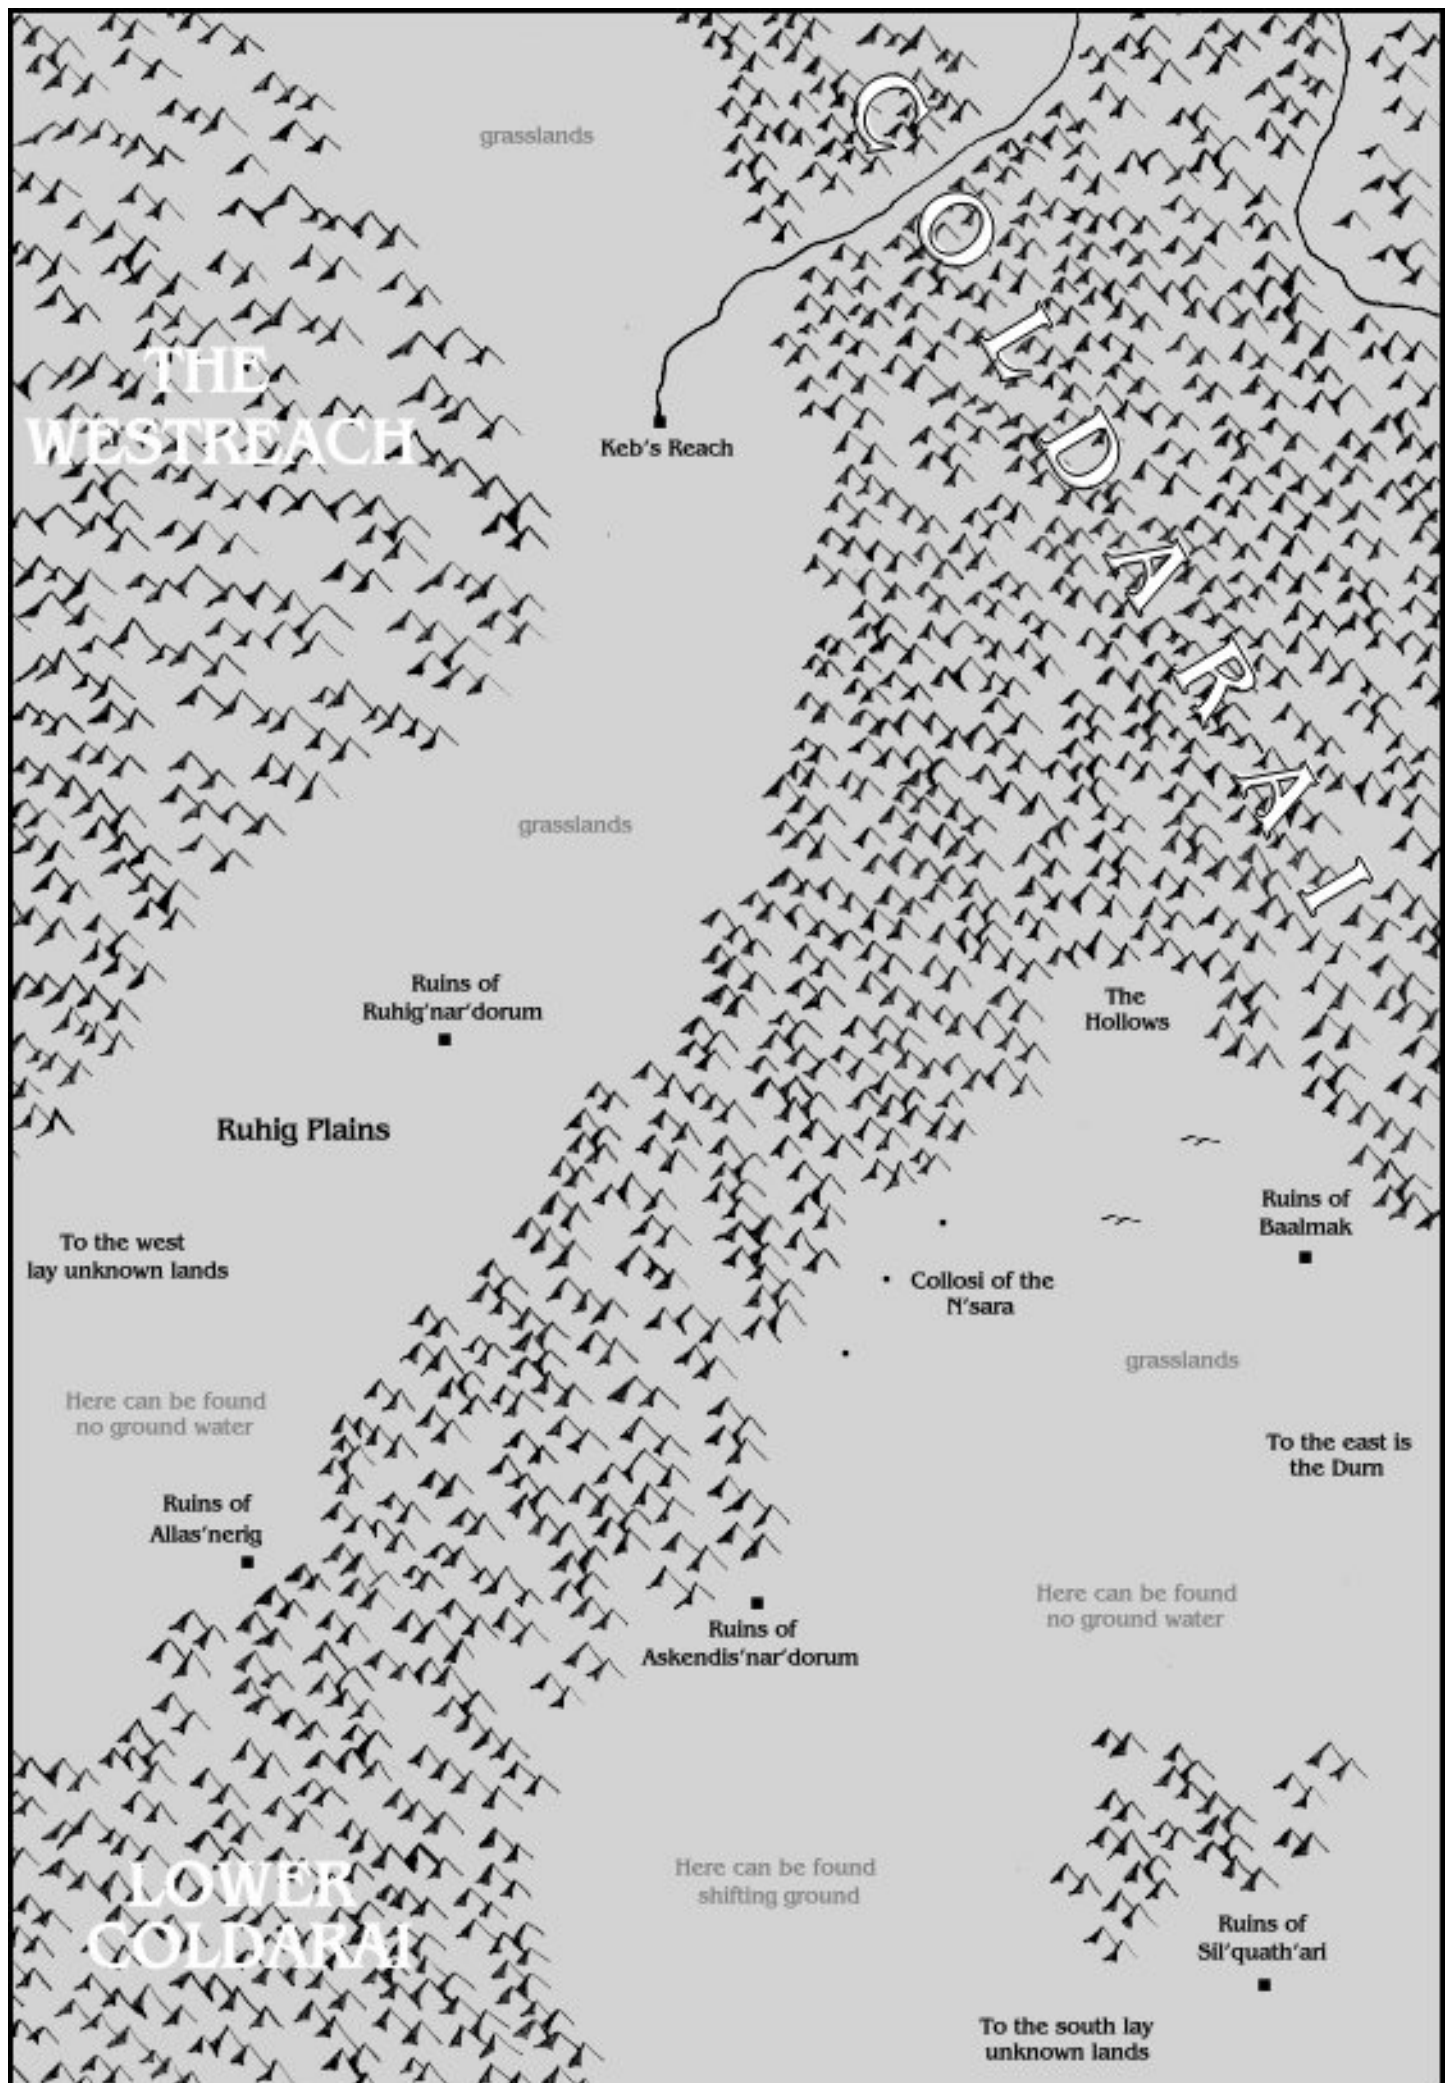 grasslands
COLDARAI
THE
WESTREACH
Keb's Reach
grasslands
Ruins of
Ruhig'nar'dorum
The
Hollows
Ruhig Plains
Ruins of
Baalmak
To the west
lay unknown lands
Collosi of the
N'sara
grasslands
Here can be found
no ground water
To the east is
the Durn
Ruins of
Allas'nerig
Here can be found
no ground water
Ruins of
Askendis'nar'dorum
Here can be found
shifting ground
LOWER
COLDARAI
Ruins of
Sil'quath'ari
To the south lay
unknown lands